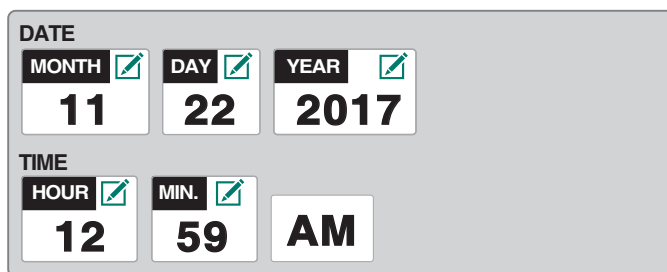 DATE
MONTH DAY YEAR
11 22 2017
TIME
HOUR MIN.
12 59 AM